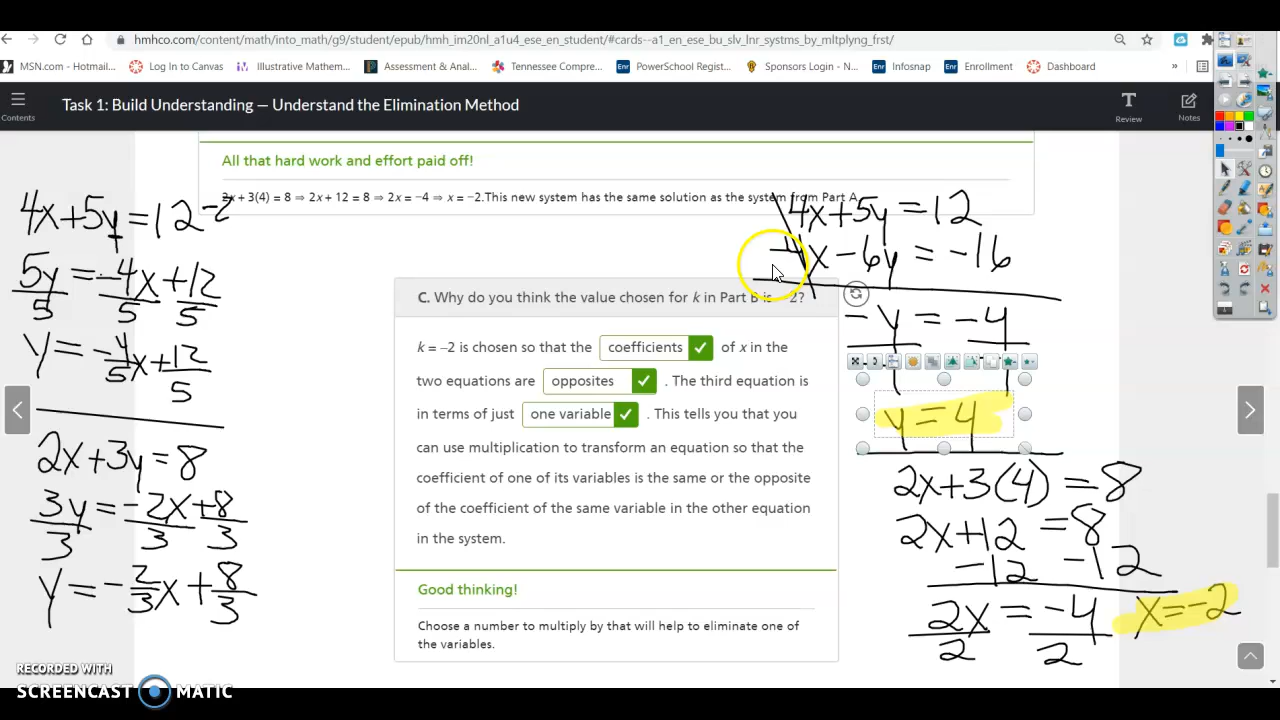 hmhco.com/content/math/into_math/g9/student/epub/hmh_im20nl_a1u4_ese_en_student/#cards--a1_en_ese_bu_slv_lnr_systms_by_mltplyng_frst/
MSN.com - Hotmail...
Log In to Canvas
Illustrative Mathem...
Assessment & Anal...
Tennessee Compre...
PowerSchool Regist...
Sponsors Login - N...
Infosnap
Enrollment
Dashboard
»
Contents
Task 1: Build Understanding — Understand the Elimination Method
Review
Notes
All that hard work and effort paid off!
2x + 3(4) = 8 ⇒ 2x + 12 = 8 ⇒ 2x = −4 ⇒ x = −2.This new system has the same solution as the system from Part A.
4x+5y=12
5y = -4x + 12
5 5 5
y = -4/5x + 12/5
2x+3y=8
3y = -2x + 8
3 3 3
y = -2/3x + 8/3
C. Why do you think the value chosen for k in Part B is −2?
k = −2 is chosen so that the coefficients of x in the
two equations are opposites . The third equation is
in terms of just one variable . This tells you that you
can use multiplication to transform an equation so that the
coefficient of one of its variables is the same or the opposite
of the coefficient of the same variable in the other equation
in the system.
Good thinking!
Choose a number to multiply by that will help to eliminate one of
the variables.
4x+5y=12
-4x-6y=-16
-y = -4
y=4
2x+3(4)=8
2x+12 =8
-12 -12
2x = -4 x=-2
2 2
RECORDED WITH
SCREENCAST MATIC